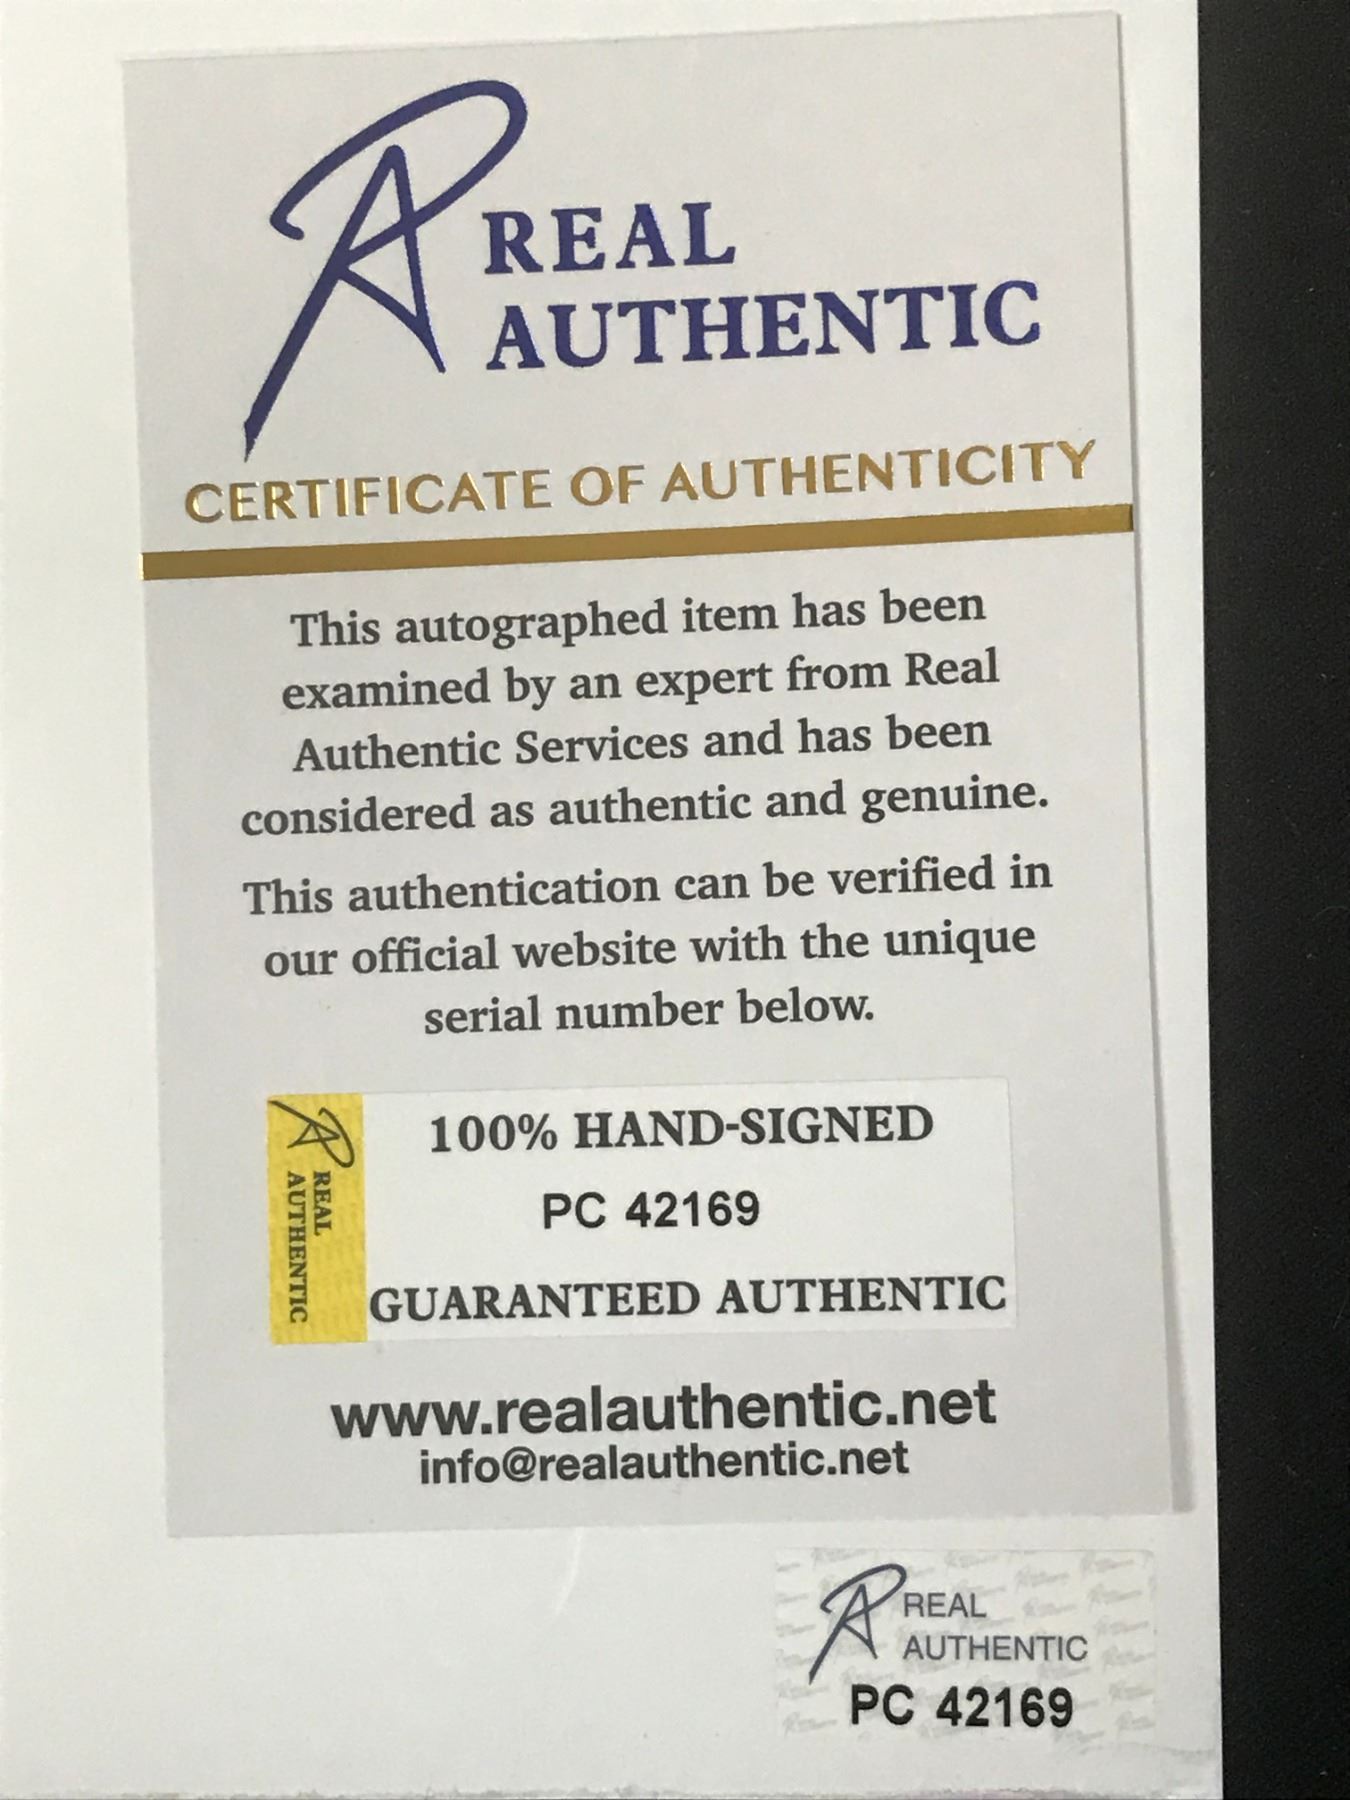 REAL
AUTHENTIC
CERTIFICATE OF AUTHENTICITY
This autographed item has been
examined by an expert from Real
Authentic Services and has been
considered as authentic and genuine.
This authentication can be verified in
our official website with the unique
serial number below.
REAL
AUTHENTIC
100% HAND-SIGNED
PC 42169
GUARANTEED AUTHENTIC
www.realauthentic.net
info@realauthentic.net
REAL
AUTHENTIC
PC 42169